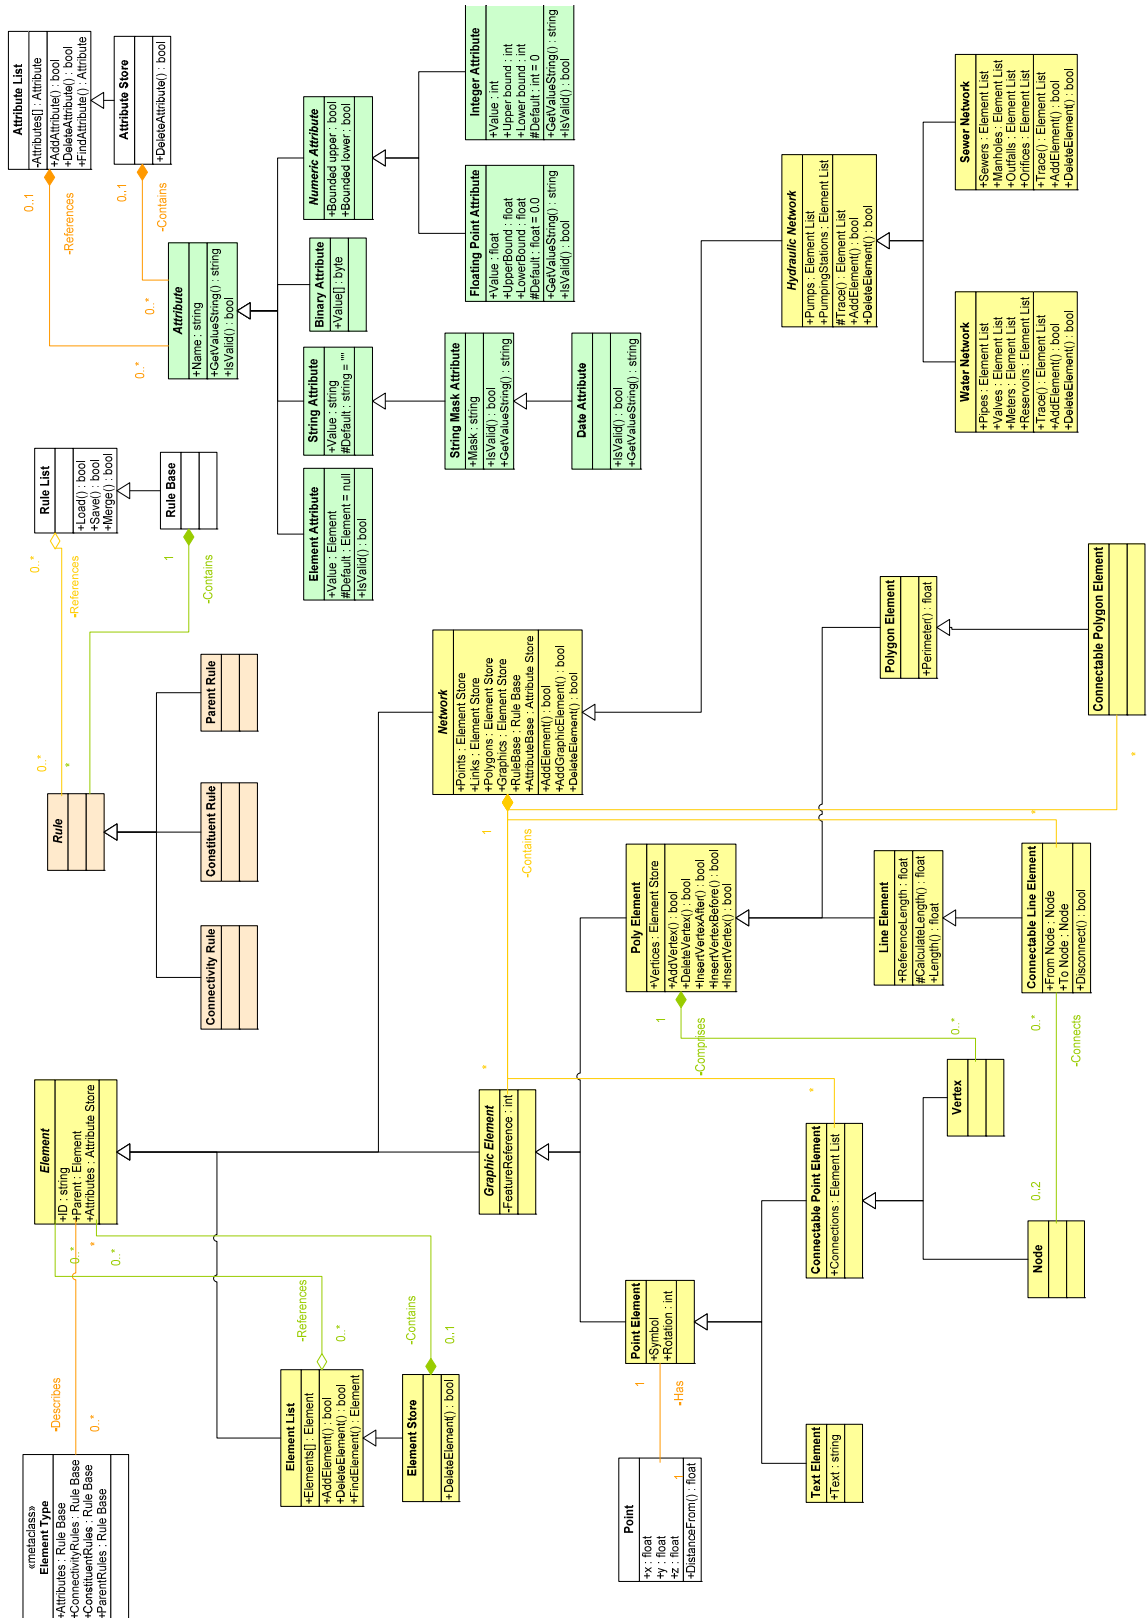 «metaclass»
Element Type
+Attributes : Rule Base
+ConnectivityRules : Rule Base
+ConstituentRules : Rule Base
+ParentRules : Rule Base
-Describes
0..*
*
Element
+ID : string
+Parent : Element
+Attributes : Attribute Store
0..*
0..*
-References
0..*
-Contains
0..1
Element List
+Elements[] : Element
+AddElement() : bool
+DeleteElement() : bool
+FindElement() : Element
Element Store
+DeleteElement() : bool
Rule
0..*
*
-References
0..*
-Contains
1
Rule List
+Load() : bool
+Save() : bool
+Merge() : bool
Rule Base
Connectivity Rule
Constituent Rule
Parent Rule
Attribute List
-Attributes[] : Attribute
+AddAttribute() : bool
+DeleteAttribute() : bool
+FindAttribute() : Attribute
Attribute Store
+DeleteAttribute() : bool
0..1
-References
0..*
0..1
-Contains
0..*
Attribute
+Name : string
+GetValueString() : string
+IsValid() : bool
Element Attribute
+Value : Element
#Default : Element = null
+IsValid() : bool
String Attribute
+Value : string
#Default : string = ""
Binary Attribute
+Value[] : byte
Numeric Attribute
+Bounded upper : bool
+Bounded lower : bool
String Mask Attribute
+Mask : string
+IsValid() : bool
+GetValueString() : string
Date Attribute
+IsValid() : bool
+GetValueString() : string
Floating Point Attribute
+Value : float
+UpperBound : float
+LowerBound : float
#Default : float = 0.0
+GetValueString() : string
+IsValid() : bool
Integer Attribute
+Value : int
+Upper bound : int
+Lower bound : int
#Default : int = 0
+GetValueString() : string
+IsValid() : bool
Graphic Element
-FeatureReference : int
*
-Contains
1
Network
+Points : Element Store
+Links : Element Store
+Polygons : Element Store
+Graphics : Element Store
+RuleBase : Rule Base
+AttributeBase : Attribute Store
+AddElement() : bool
+AddGraphicElement() : bool
+DeleteElement() : bool
Point
+x : float
+y : float
+z : float
+DistanceFrom() : float
1
-Has
1
Point Element
+Symbol
+Rotation : int
Poly Element
+Vertices : Element Store
+AddVertex() : bool
+DeleteVertex() : bool
+InsertVertexAfter() : bool
+InsertVertexBefore() : bool
+InsertVertex() : bool
1
-Comprises
0..*
Text Element
+Text : string
Connectable Point Element
+Connections : Element List
*
Line Element
+ReferenceLength : float
#CalculateLength() : float
+Length() : float
Polygon Element
+Perimeter() : float
Vertex
Node
0..2
-Connects
0..*
Connectable Line Element
+From Node : Node
+To Node : Node
+Disconnect() : bool
*
Connectable Polygon Element
*
Hydraulic Network
+Pumps : Element List
+PumpingStations : Element List
#Trace() : Element List
+AddElement() : bool
+DeleteElement() : bool
Water Network
+Pipes : Element List
+Valves : Element List
+Meters : Element List
+Reservoirs : Element List
+Trace() : Element List
+AddElement() : bool
+DeleteElement() : bool
Sewer Network
+Sewers : Element List
+Manholes : Element List
+Outfalls : Element List
+Orifices : Element List
+Trace() : Element List
+AddElement() : bool
+DeleteElement() : bool